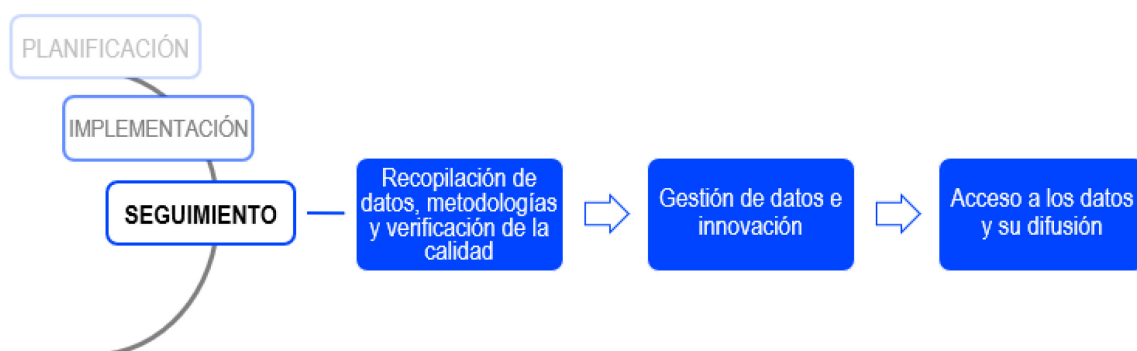 PLANIFICACIÓN
IMPLEMENTACIÓN
SEGUIMIENTO
Recopilación de
datos, metodologías
y verificación de la
calidad
Gestión de datos e
innovación
Acceso a los datos
y su difusión